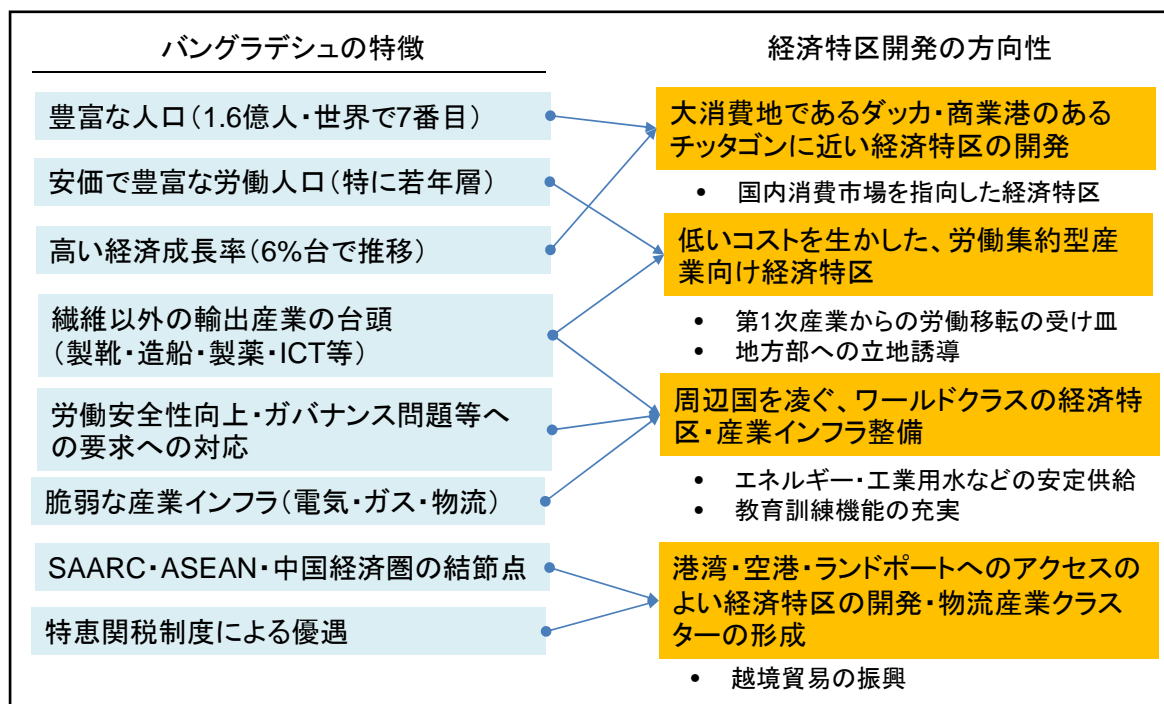 バングラデシュの特徴
豊富な人口(1.6億人・世界で7番目)
安価で豊富な労働人口(特に若年層)
高い経済成長率(6%台で推移)
繊維以外の輸出産業の台頭
(製靴・造船・製薬・ICT等)
労働安全性向上・ガバナンス問題等へ
の要求への対応
脆弱な産業インフラ(電気・ガス・物流)
SAARC・ASEAN・中国経済圏の結節点
特恵関税制度による優遇
経済特区開発の方向性
大消費地であるダッカ・商業港のある
チッタゴンに近い経済特区の開発
• 国内消費市場を指向した経済特区
低いコストを生かした、労働集約型産
業向け経済特区
• 第1次産業からの労働移転の受け皿
• 地方部への立地誘導
周辺国を凌ぐ、ワールドクラスの経済特
区・産業インフラ整備
• エネルギー・工業用水などの安定供給
• 教育訓練機能の充実
港湾・空港・ランドポートへのアクセスの
よい経済特区の開発・物流産業クラス
ターの形成
• 越境貿易の振興